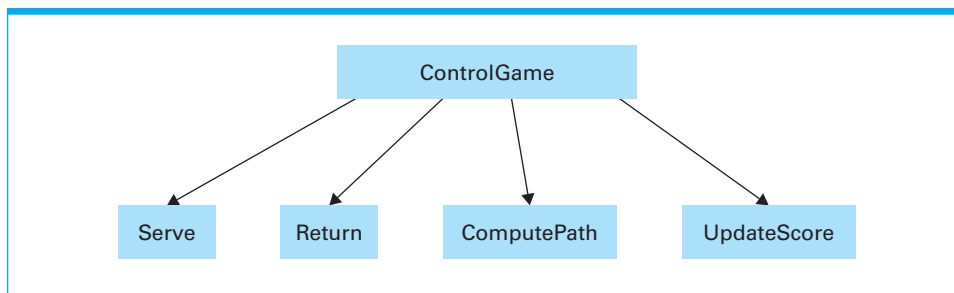 ControlGame
Serve
Return
ComputePath
UpdateScore